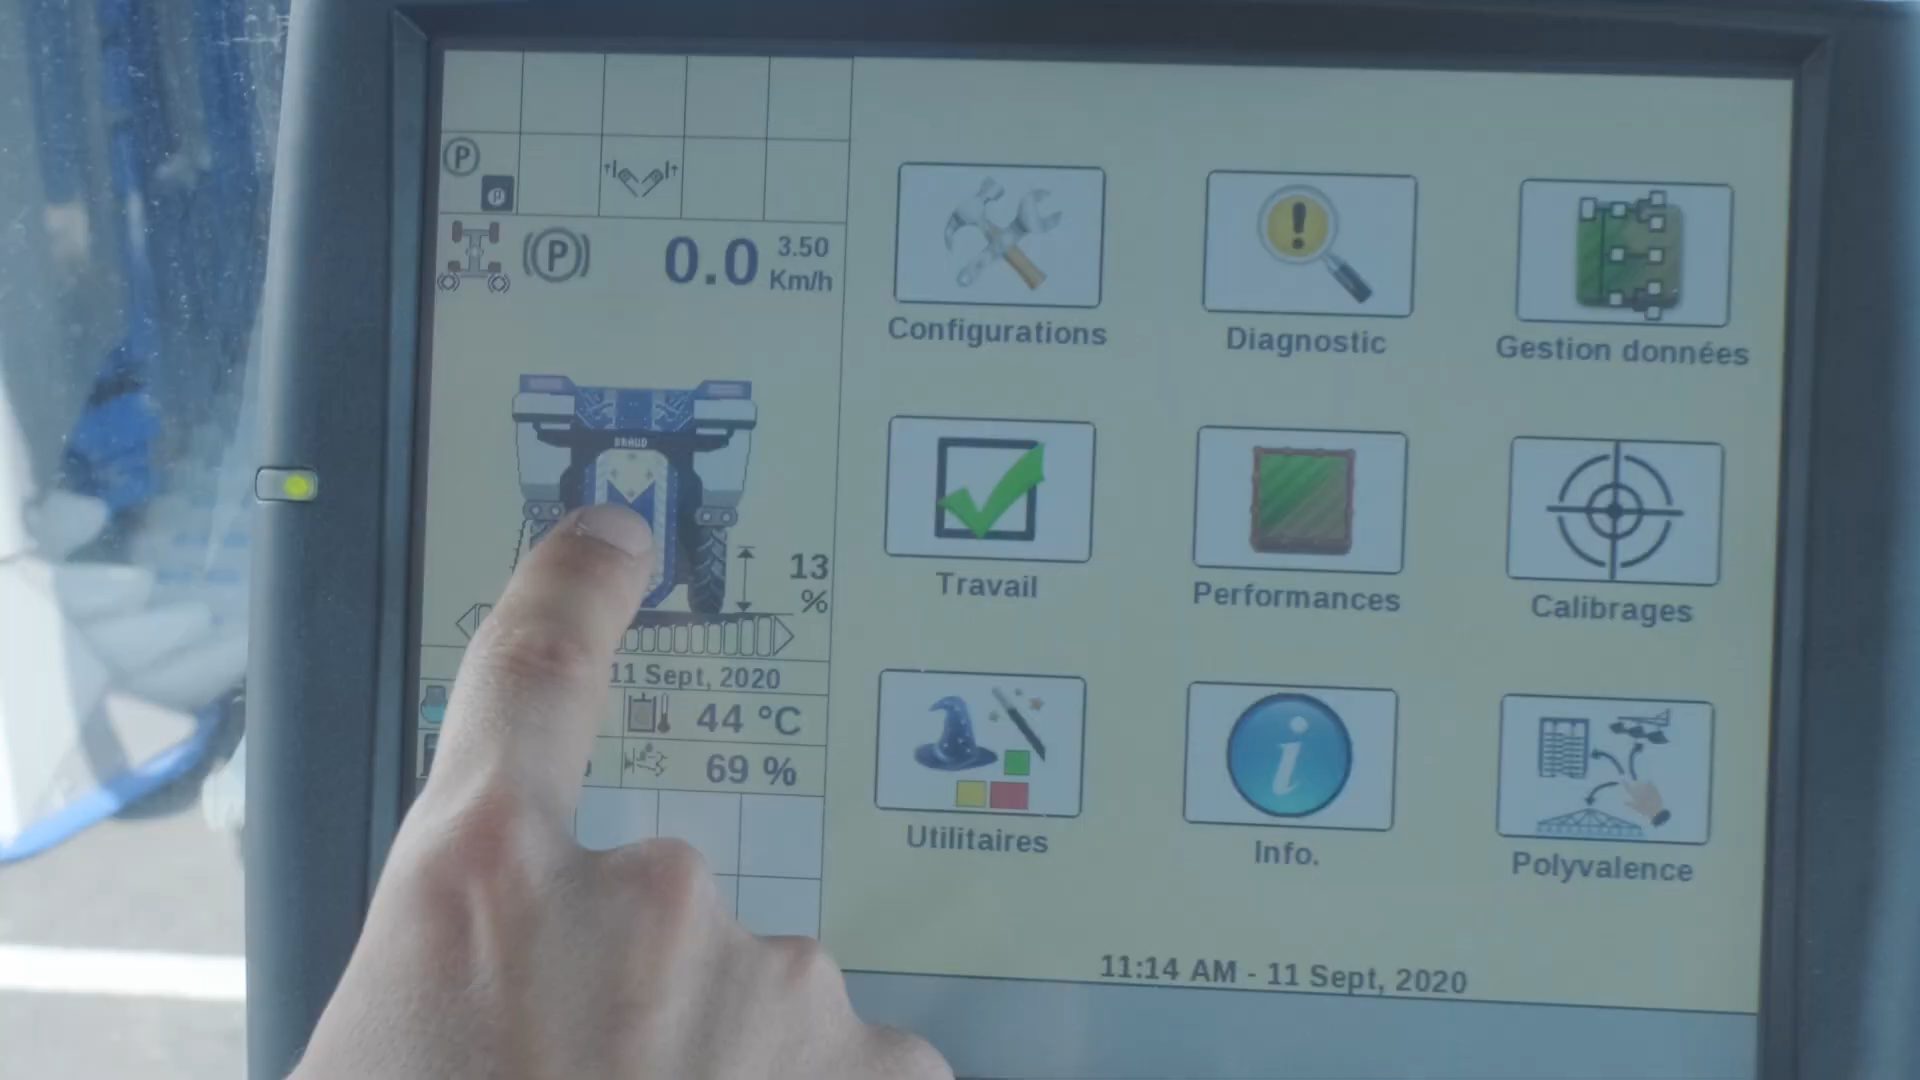 P
P
P
0.0
3.50
Km/h
BRAUD
13
%
11 Sept, 2020
44 °C
69 %
Configurations
Diagnostic
Gestion données
Travail
Performances
Calibrages
Utilitaires
Info.
Polyvalence
11:14 AM - 11 Sept, 2020